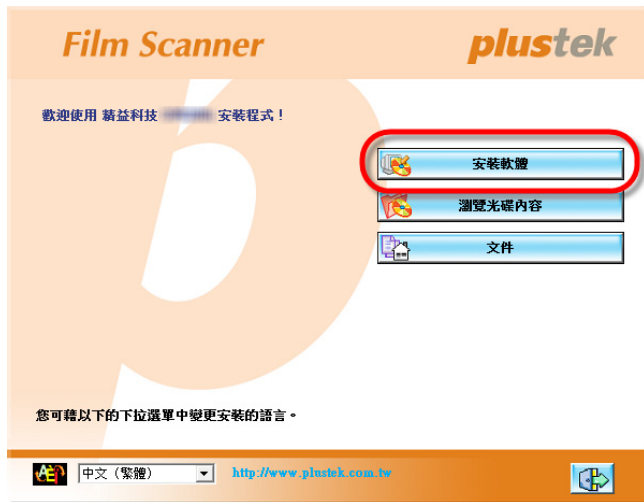 Film Scanner
plustek
歡迎使用 精益科技 安裝程式！
安裝軟體
瀏覽光碟內容
文件
您可藉以下的下拉選單中變更安裝的語言。
中文（繁體）
http://www.plustek.com.tw